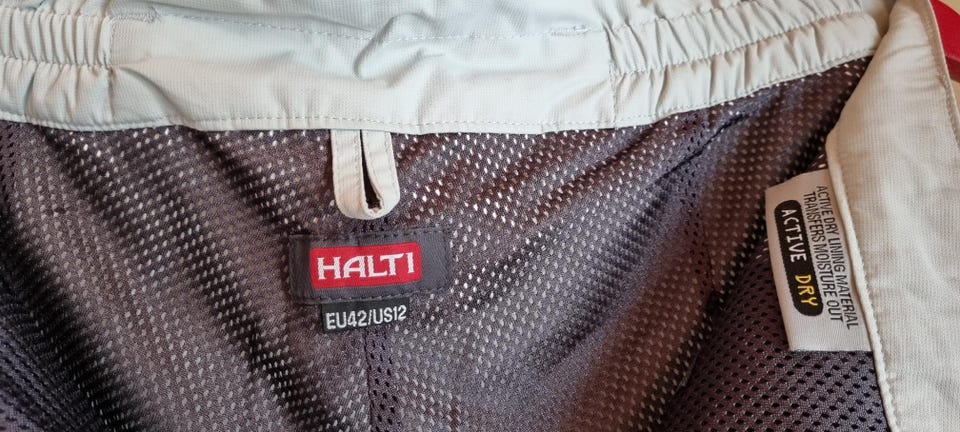 HALTI
EU42/US12
ACTIVE DRY LINING MATERIAL
TRANSFERS MOISTURE OUT
ACTIVE DRY